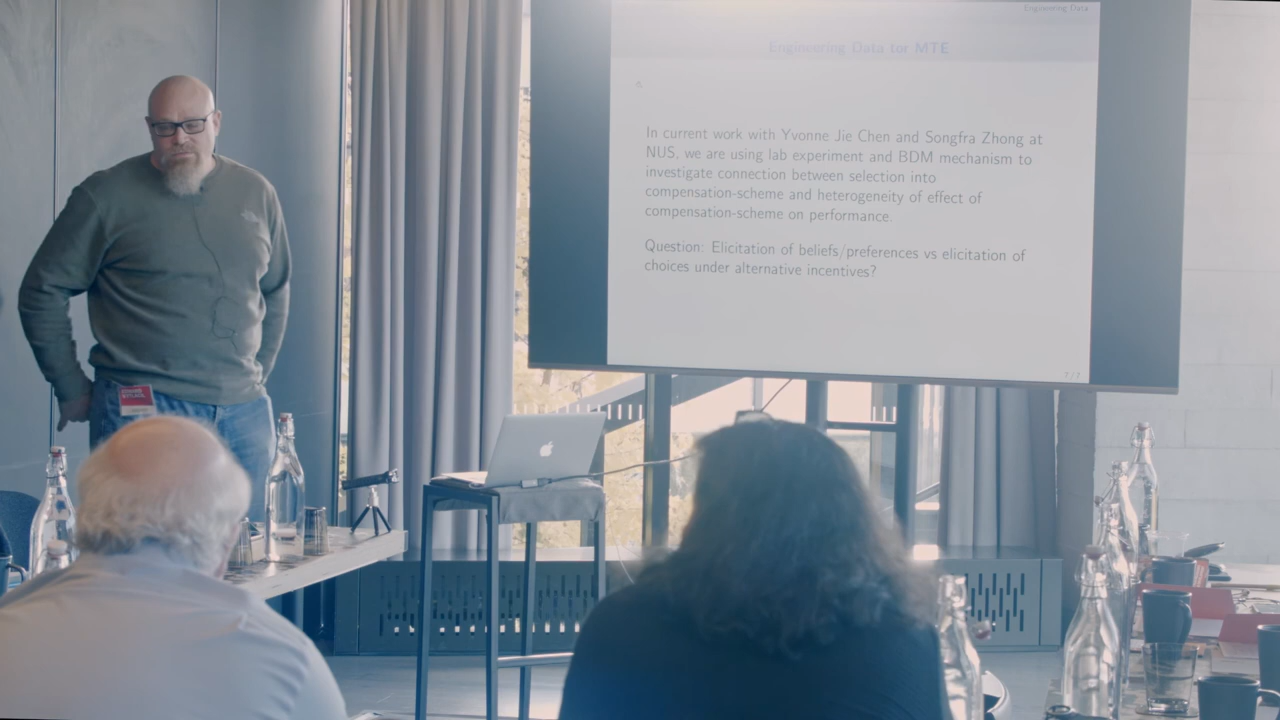 Engineering Data
Engineering Data for MTE
In current work with Yvonne Jie Chen and Songfra Zhong at
NUS, we are using lab experiment and BDM mechanism to
investigate connection between selection into
compensation-scheme and heterogeneity of effect of
compensation-scheme on performance.
Question: Elicitation of beliefs/preferences vs elicitation of
choices under alternative incentives?
7/7